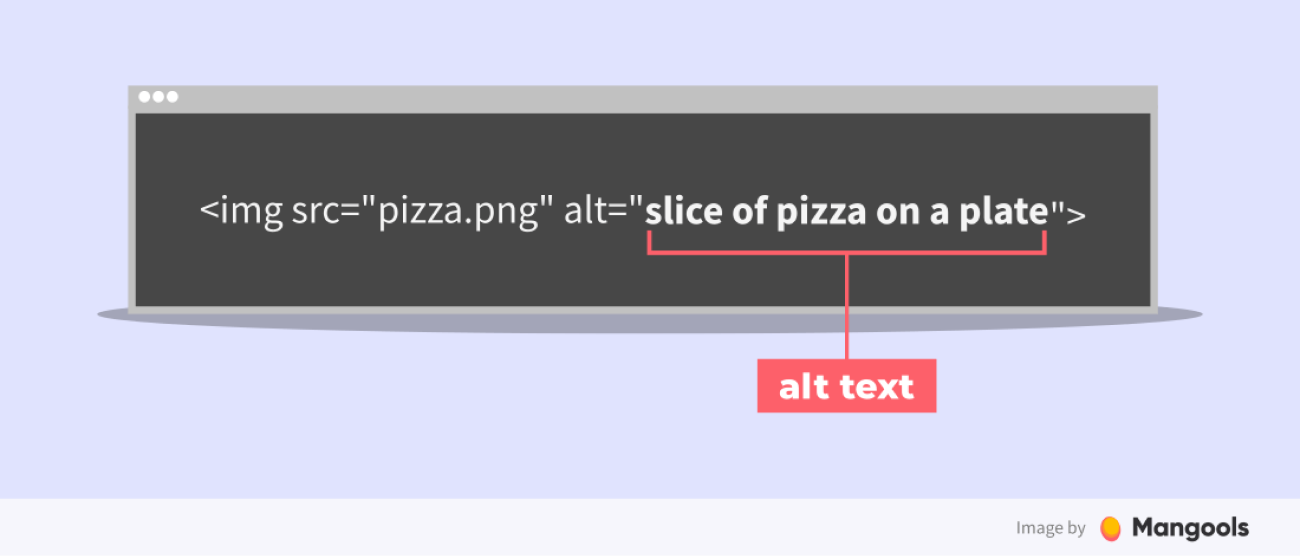 <img src="pizza.png" alt="slice of pizza on a plate">
alt text
Image by Mangools